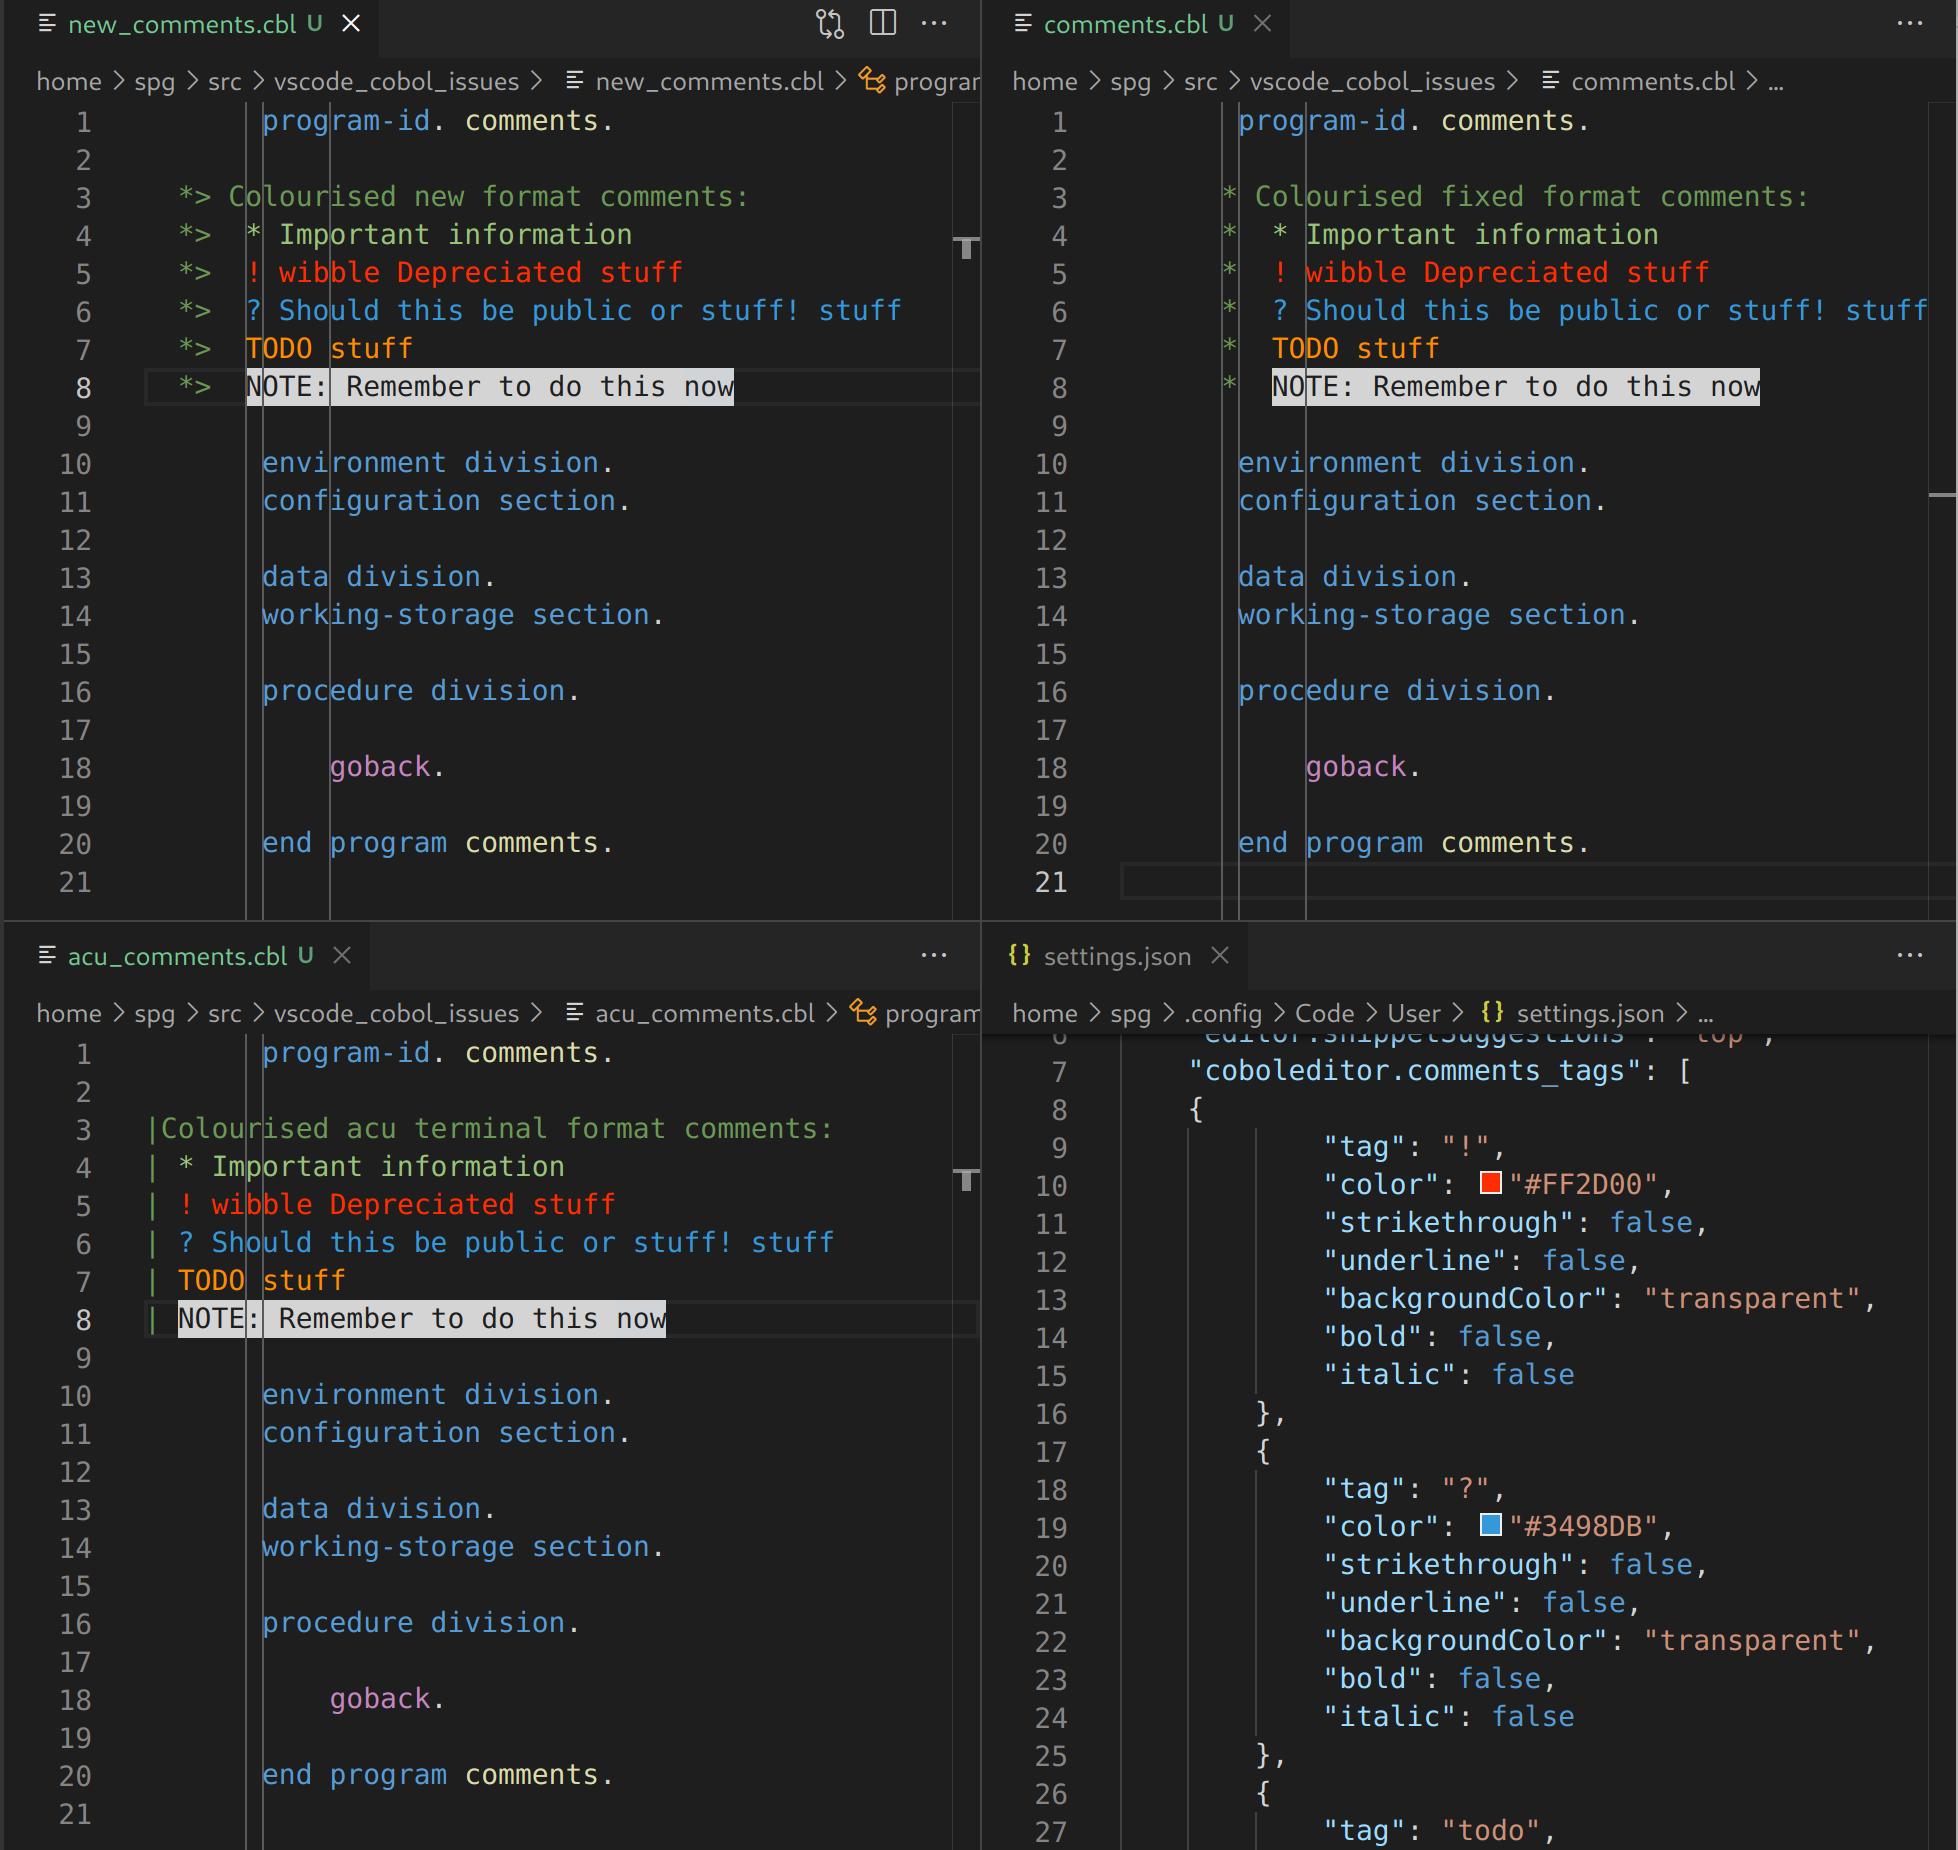 new_comments.cbl U
home > spg > src > vscode_cobol_issues > new_comments.cbl > progran
1 program-id. comments.
2
3 *> Colourised new format comments:
4 *>  * Important information
5 *>  ! wibble Depreciated stuff
6 *>  ? Should this be public or stuff! stuff
7 *>  TODO stuff
8 *>  NOTE: Remember to do this now
9
10 environment division.
11 configuration section.
12
13 data division.
14 working-storage section.
15
16 procedure division.
17
18 goback.
19
20 end program comments.
21
comments.cbl U
home > spg > src > vscode_cobol_issues > comments.cbl > ...
1 program-id. comments.
2
3 * Colourised fixed format comments:
4 *  * Important information
5 *  ! wibble Depreciated stuff
6 *  ? Should this be public or stuff! stuff
7 *  TODO stuff
8 *  NOTE: Remember to do this now
9
10 environment division.
11 configuration section.
12
13 data division.
14 working-storage section.
15
16 procedure division.
17
18 goback.
19
20 end program comments.
21
acu_comments.cbl U
home > spg > src > vscode_cobol_issues > acu_comments.cbl > program
1 program-id. comments.
2
3 |Colourised acu terminal format comments:
4 | * Important information
5 | ! wibble Depreciated stuff
6 | ? Should this be public or stuff! stuff
7 | TODO stuff
8 | NOTE: Remember to do this now
9
10 environment division.
11 configuration section.
12
13 data division.
14 working-storage section.
15
16 procedure division.
17
18 goback.
19
20 end program comments.
21
{} settings.json
home > spg > .config > Code > User > {} settings.json > ...
6 "editor.snippetSuggestions": "top",
7 "coboleditor.comments_tags": [
8 {
9 "tag": "!",
10 "color": "#FF2D00",
11 "strikethrough": false,
12 "underline": false,
13 "backgroundColor": "transparent",
14 "bold": false,
15 "italic": false
16 },
17 {
18 "tag": "?",
19 "color": "#3498DB",
20 "strikethrough": false,
21 "underline": false,
22 "backgroundColor": "transparent",
23 "bold": false,
24 "italic": false
25 },
26 {
27 "tag": "todo",